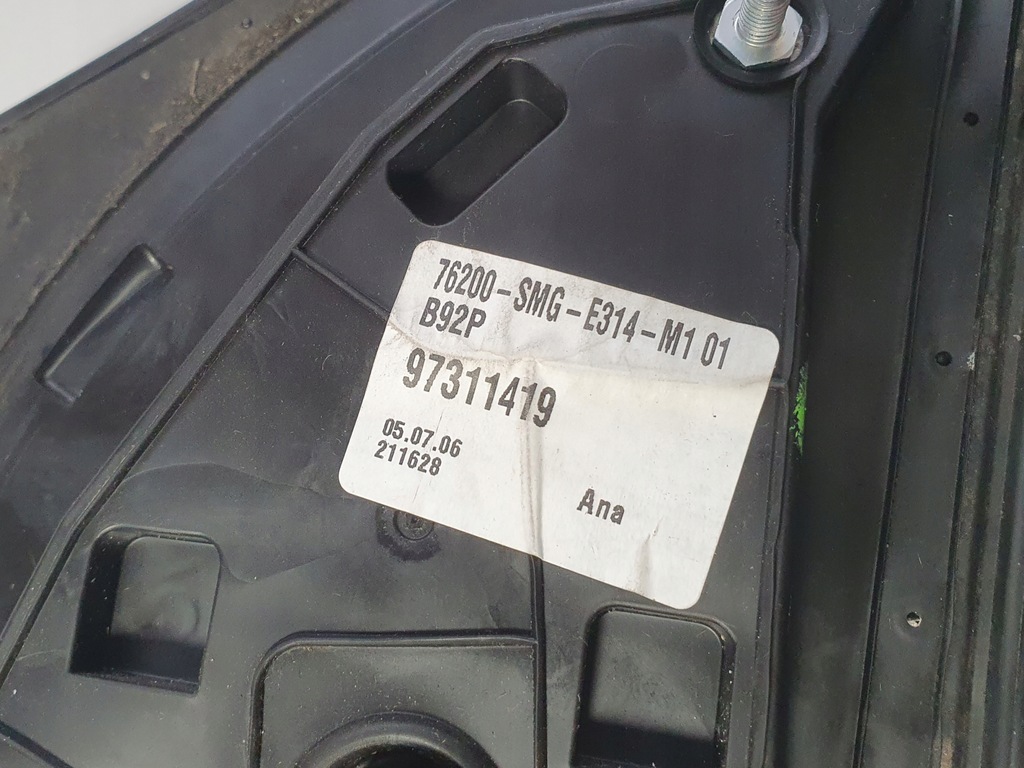 76200-SMG-E314-M1 01
B92P
97311419
05.07.06
211628
Ana